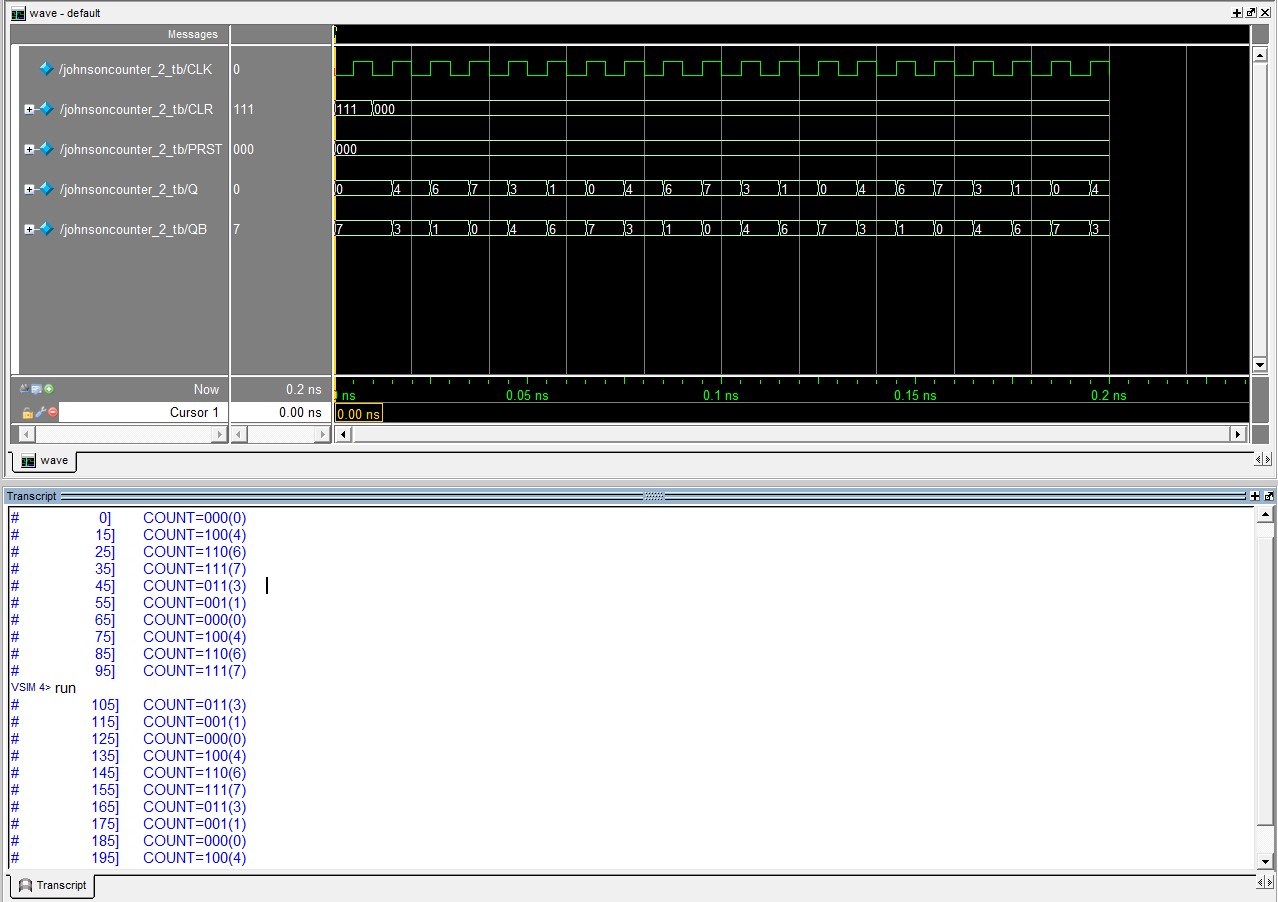 wave - default
Messages
/johnsoncounter_2_tb/CLK 0
/johnsoncounter_2_tb/CLR 111 111 000
/johnsoncounter_2_tb/PRST 000 000
/johnsoncounter_2_tb/Q 0 0 4 6 7 3 1 0 4 6 7 3 1 0 4 6 7 3 1 0 4
/johnsoncounter_2_tb/QB 7 7 3 1 0 4 6 7 3 1 0 4 6 7 3 1 0 4 6 7 3
Now 0.2 ns ns 0.05 ns 0.1 ns 0.15 ns 0.2 ns
Cursor 1 0.00 ns 0.00 ns
wave
Transcript
# 0] COUNT=000(0)
# 15] COUNT=100(4)
# 25] COUNT=110(6)
# 35] COUNT=111(7)
# 45] COUNT=011(3)
# 55] COUNT=001(1)
# 65] COUNT=000(0)
# 75] COUNT=100(4)
# 85] COUNT=110(6)
# 95] COUNT=111(7)
VSIM 4> run
# 105] COUNT=011(3)
# 115] COUNT=001(1)
# 125] COUNT=000(0)
# 135] COUNT=100(4)
# 145] COUNT=110(6)
# 155] COUNT=111(7)
# 165] COUNT=011(3)
# 175] COUNT=001(1)
# 185] COUNT=000(0)
# 195] COUNT=100(4)
Transcript